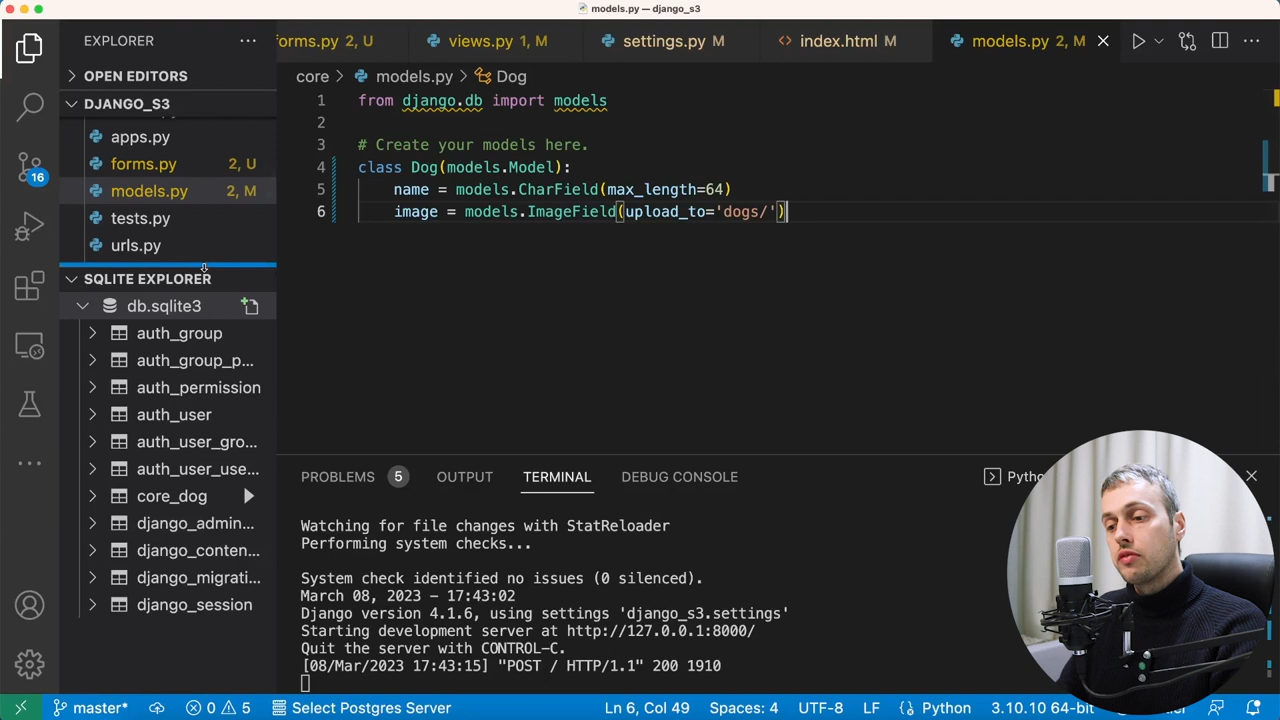 models.py — django_s3
EXPLORER
OPEN EDITORS
DJANGO_S3
apps.py
forms.py 2, U
models.py 2, M
tests.py
urls.py
SQLITE EXPLORER
db.sqlite3
auth_group
auth_group_p...
auth_permission
auth_user
auth_user_gro...
auth_user_use...
core_dog
django_admin...
django_conten...
django_migrati...
django_session
16
forms.py 2, U
views.py 1, M
settings.py M
index.html M
models.py 2, M
core > models.py > Dog
1 from django.db import models
2
3 # Create your models here.
4 class Dog(models.Model):
5 name = models.CharField(max_length=64)
6 image = models.ImageField(upload_to='dogs/')
PROBLEMS 5 OUTPUT TERMINAL DEBUG CONSOLE
Watching for file changes with StatReloader
Performing system checks...
System check identified no issues (0 silenced).
March 08, 2023 - 17:43:02
Django version 4.1.6, using settings 'django_s3.settings'
Starting development server at http://127.0.0.1:8000/
Quit the server with CONTROL-C.
[08/Mar/2023 17:43:15] "POST / HTTP/1.1" 200 1910
master* 0 5 Select Postgres Server Ln 6, Col 49 Spaces: 4 UTF-8 LF Python 3.10.10 64-bit